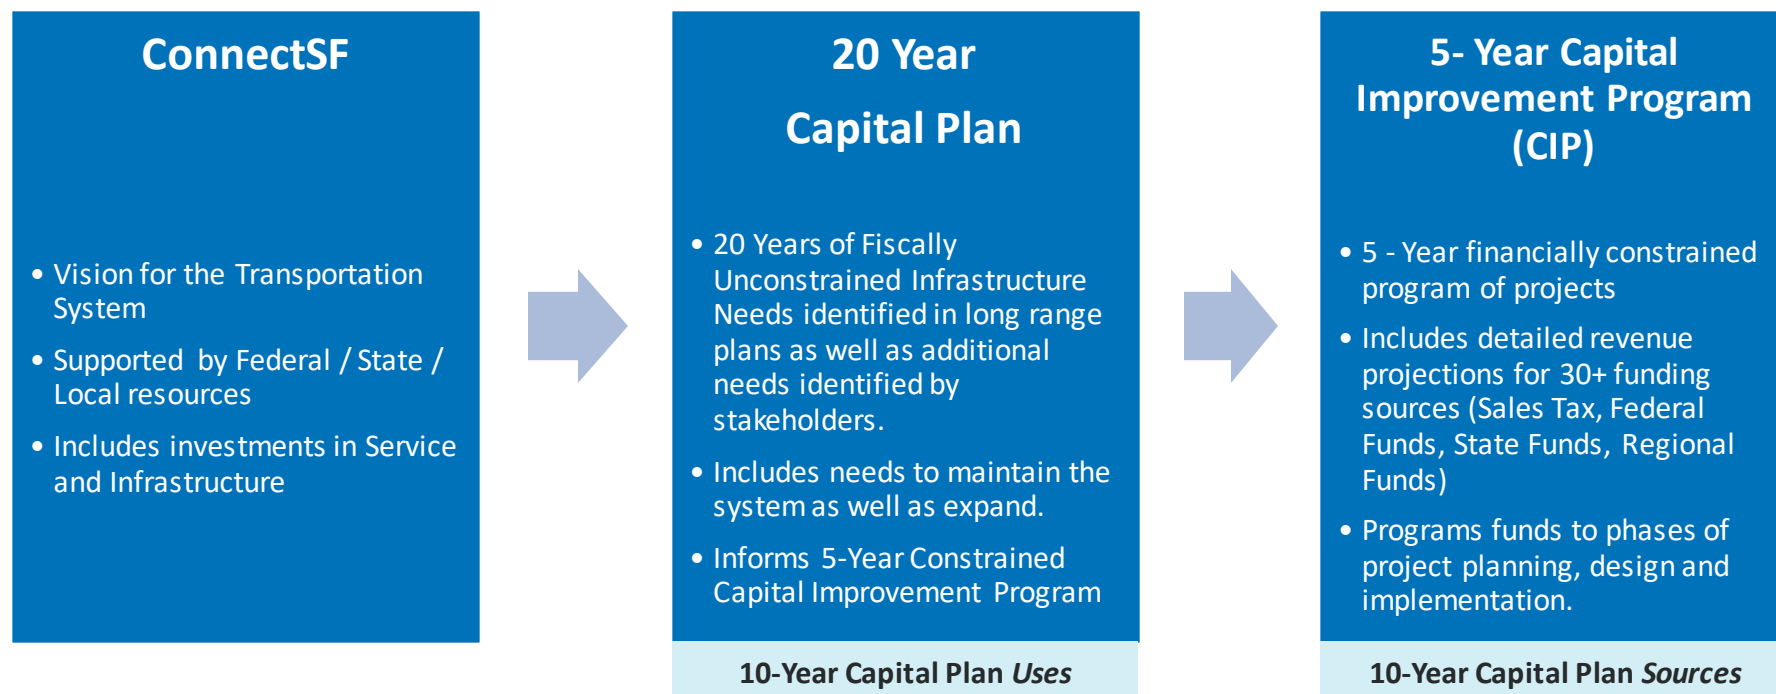 ConnectSF
• Vision for the Transportation
System
• Supported by Federal / State /
Local resources
• Includes investments in Service
and Infrastructure
20 Year
Capital Plan
• 20 Years of Fiscally
Unconstrained Infrastructure
Needs identified in long range
plans as well as additional
needs identified by
stakeholders.
• Includes needs to maintain the
system as well as expand.
• Informs 5-Year Constrained
Capital Improvement Program
10-Year Capital Plan Uses
5- Year Capital
Improvement Program
(CIP)
• 5 - Year financially constrained
program of projects
• Includes detailed revenue
projections for 30+ funding
sources (Sales Tax, Federal
Funds, State Funds, Regional
Funds)
• Programs funds to phases of
project planning, design and
implementation.
10-Year Capital Plan Sources